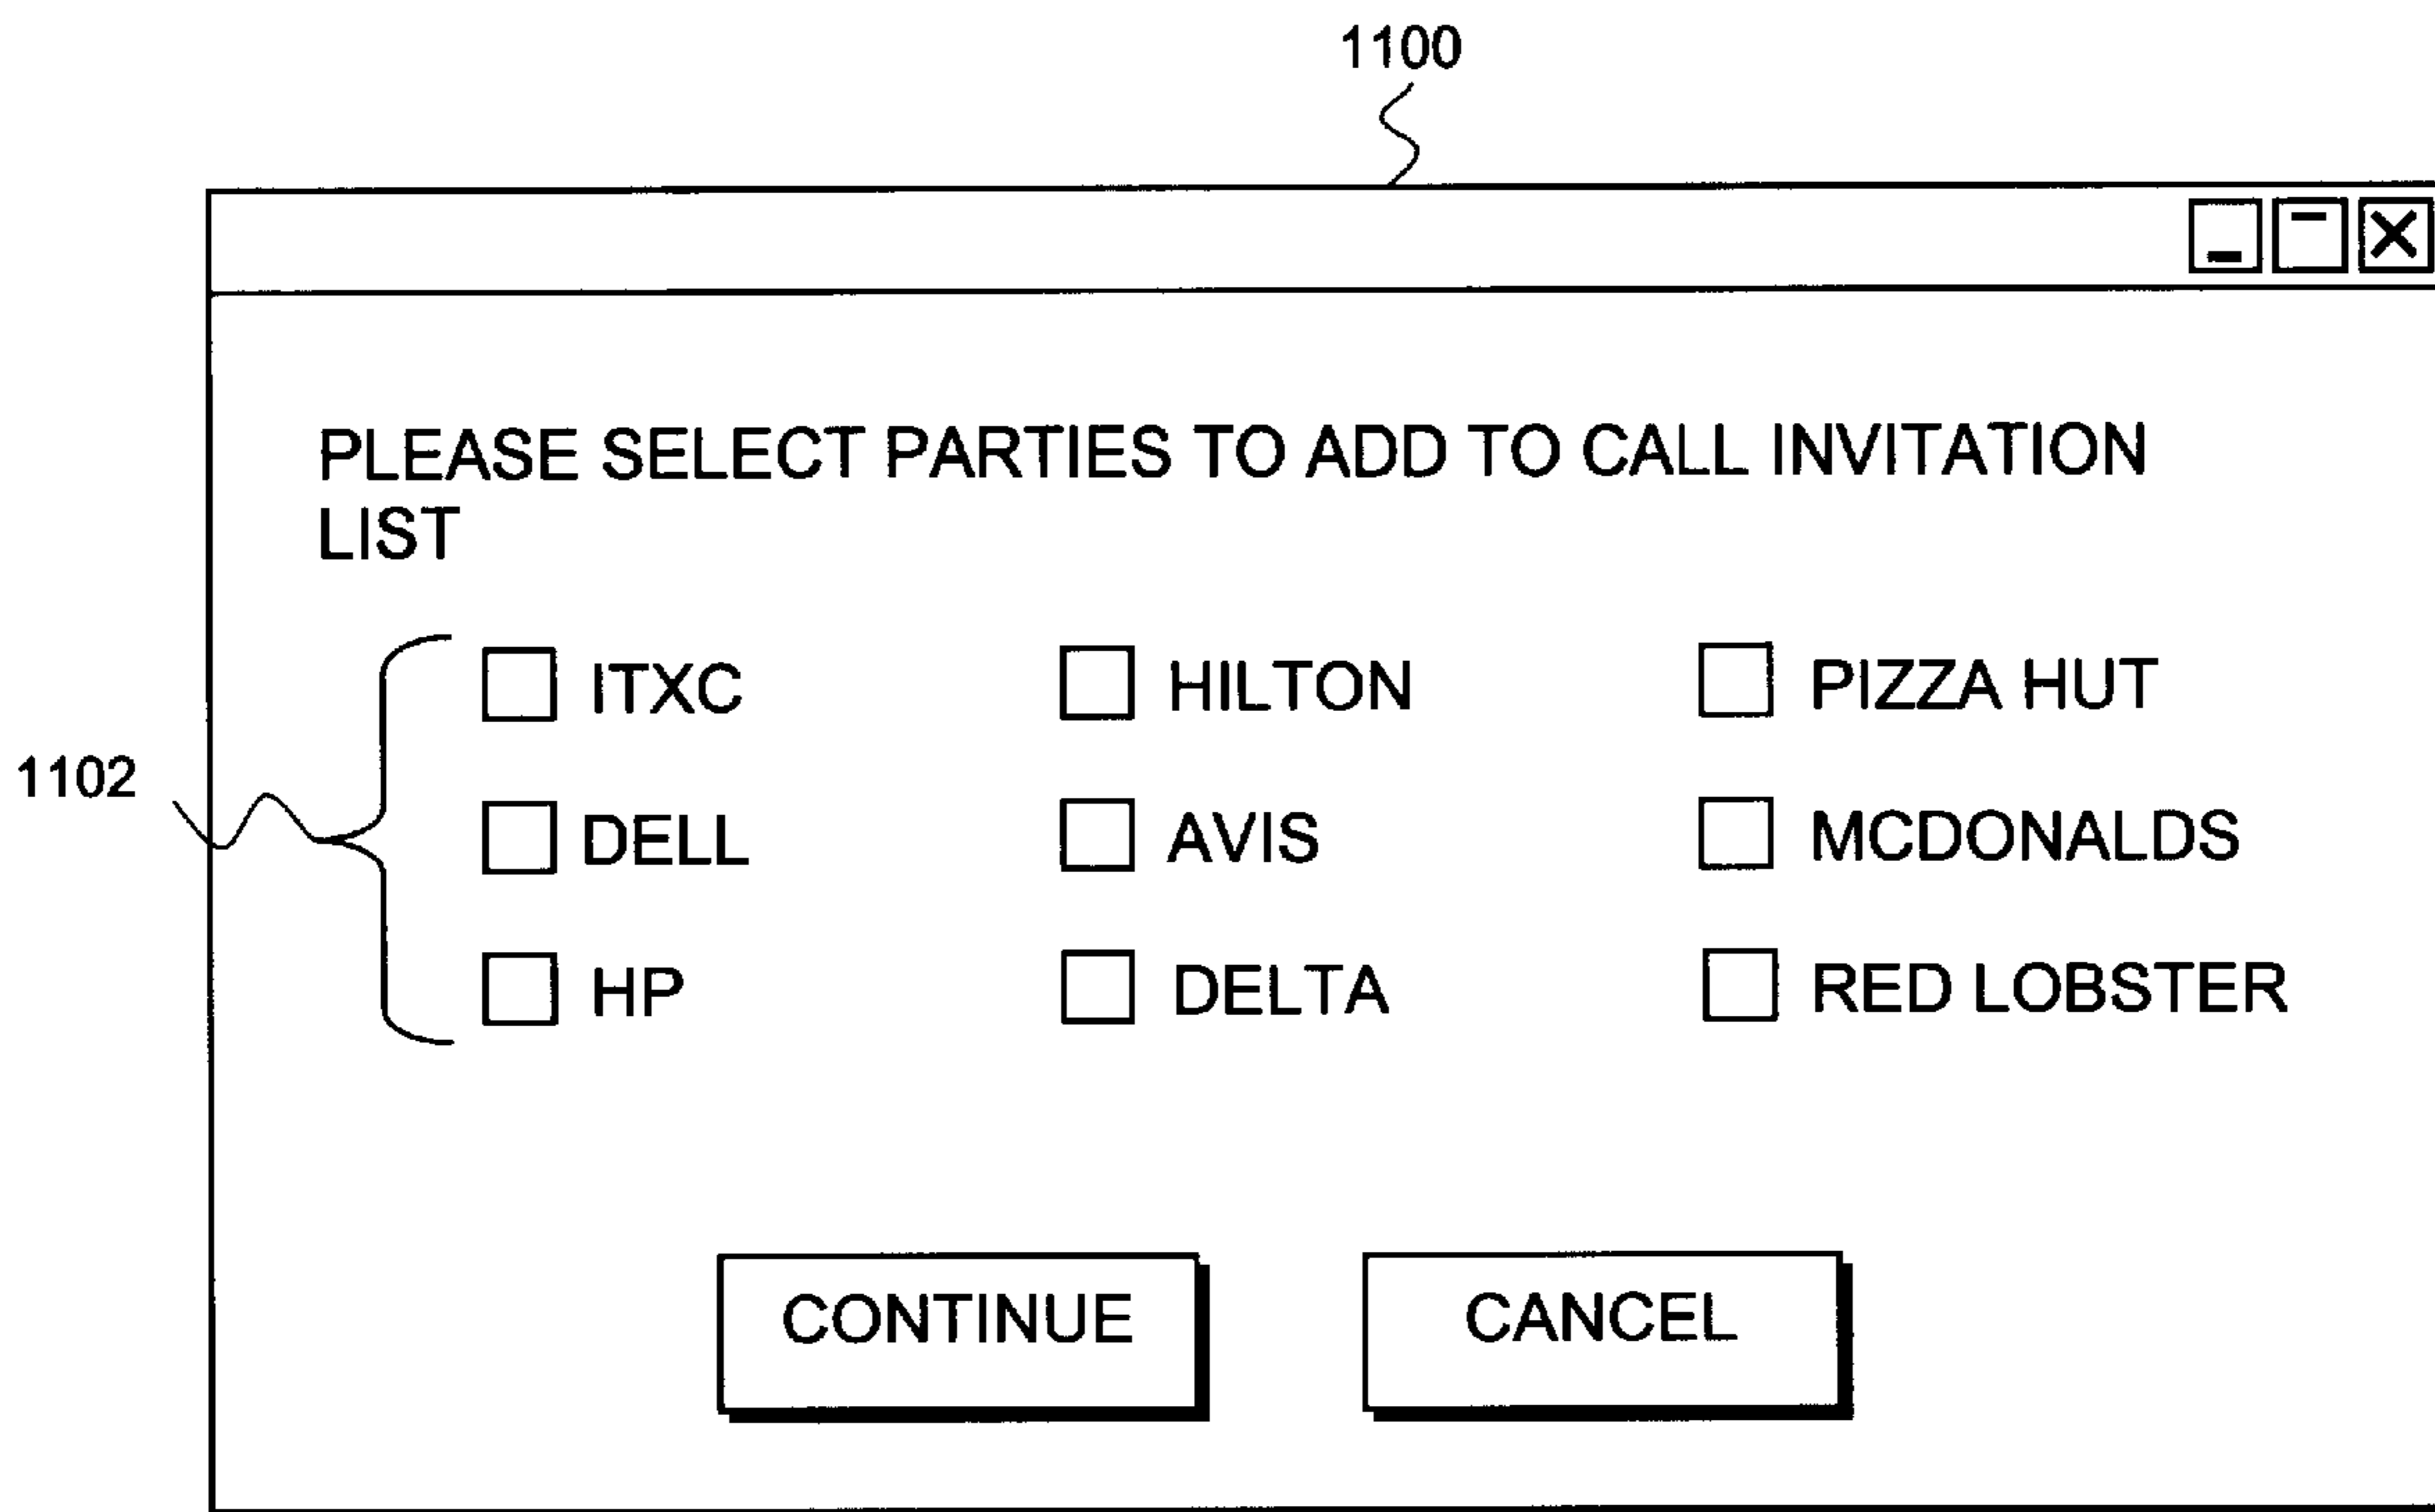 1100
PLEASE SELECT PARTIES TO ADD TO CALL INVITATION
LIST
ITXC HILTON PIZZA HUT
1102
DELL AVIS MCDONALDS
HP DELTA RED LOBSTER
CONTINUE CANCEL